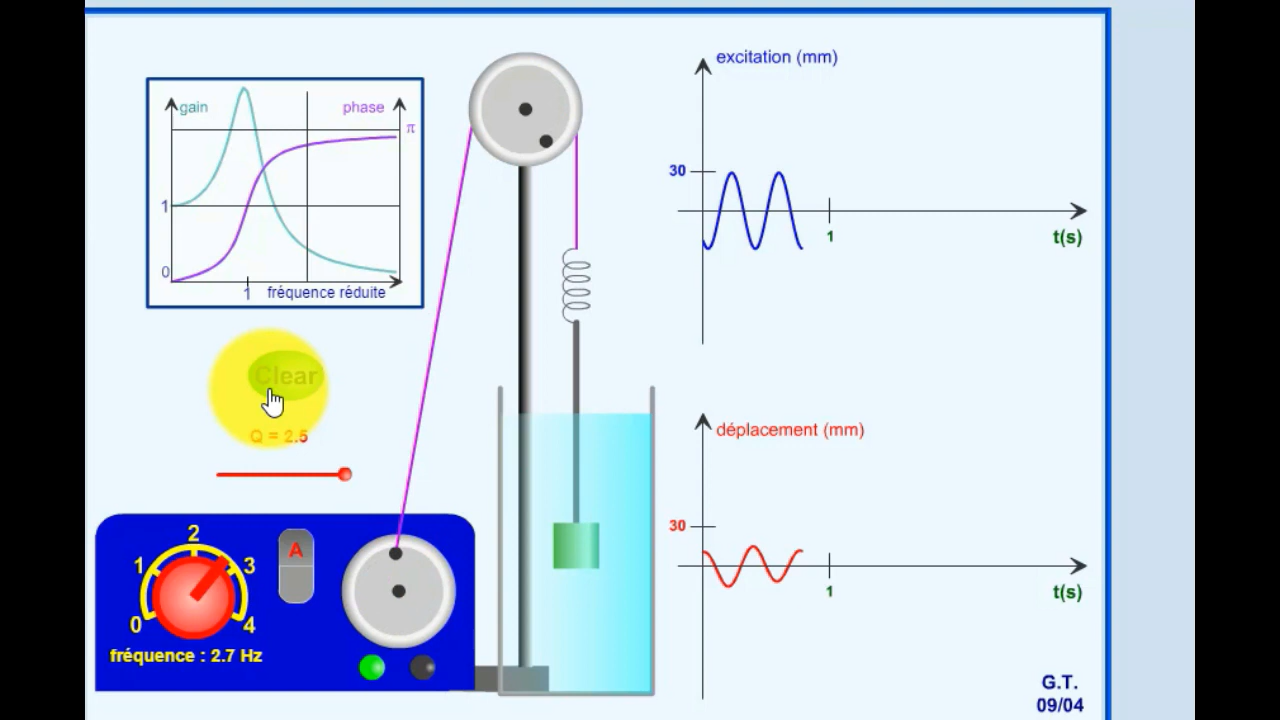 excitation (mm)
gain
phase
π
30
1
1
t(s)
0
1
fréquence réduite
Clear
Q = 2.5
déplacement (mm)
30
1
t(s)
A
0
1
2
3
4
fréquence : 2.7 Hz
G.T.
09/04